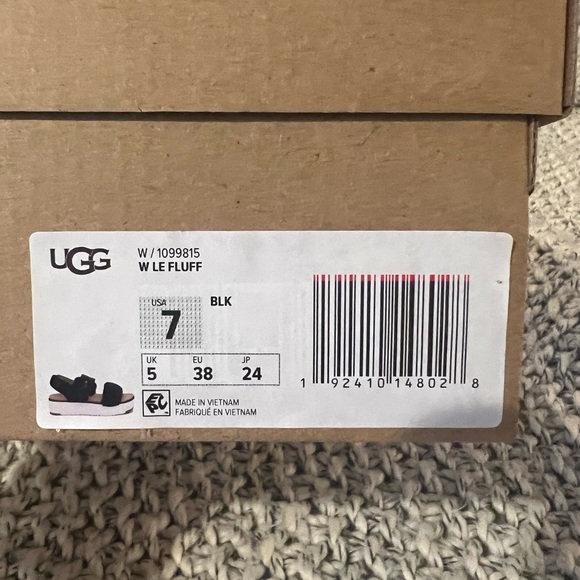 UGG
W / 1099815
W LE FLUFF
USA
7
BLK
UK EU JP
5 38 24
MADE IN VIETNAM
FABRIQUÉ EN VIETNAM
1 92410 14802 8